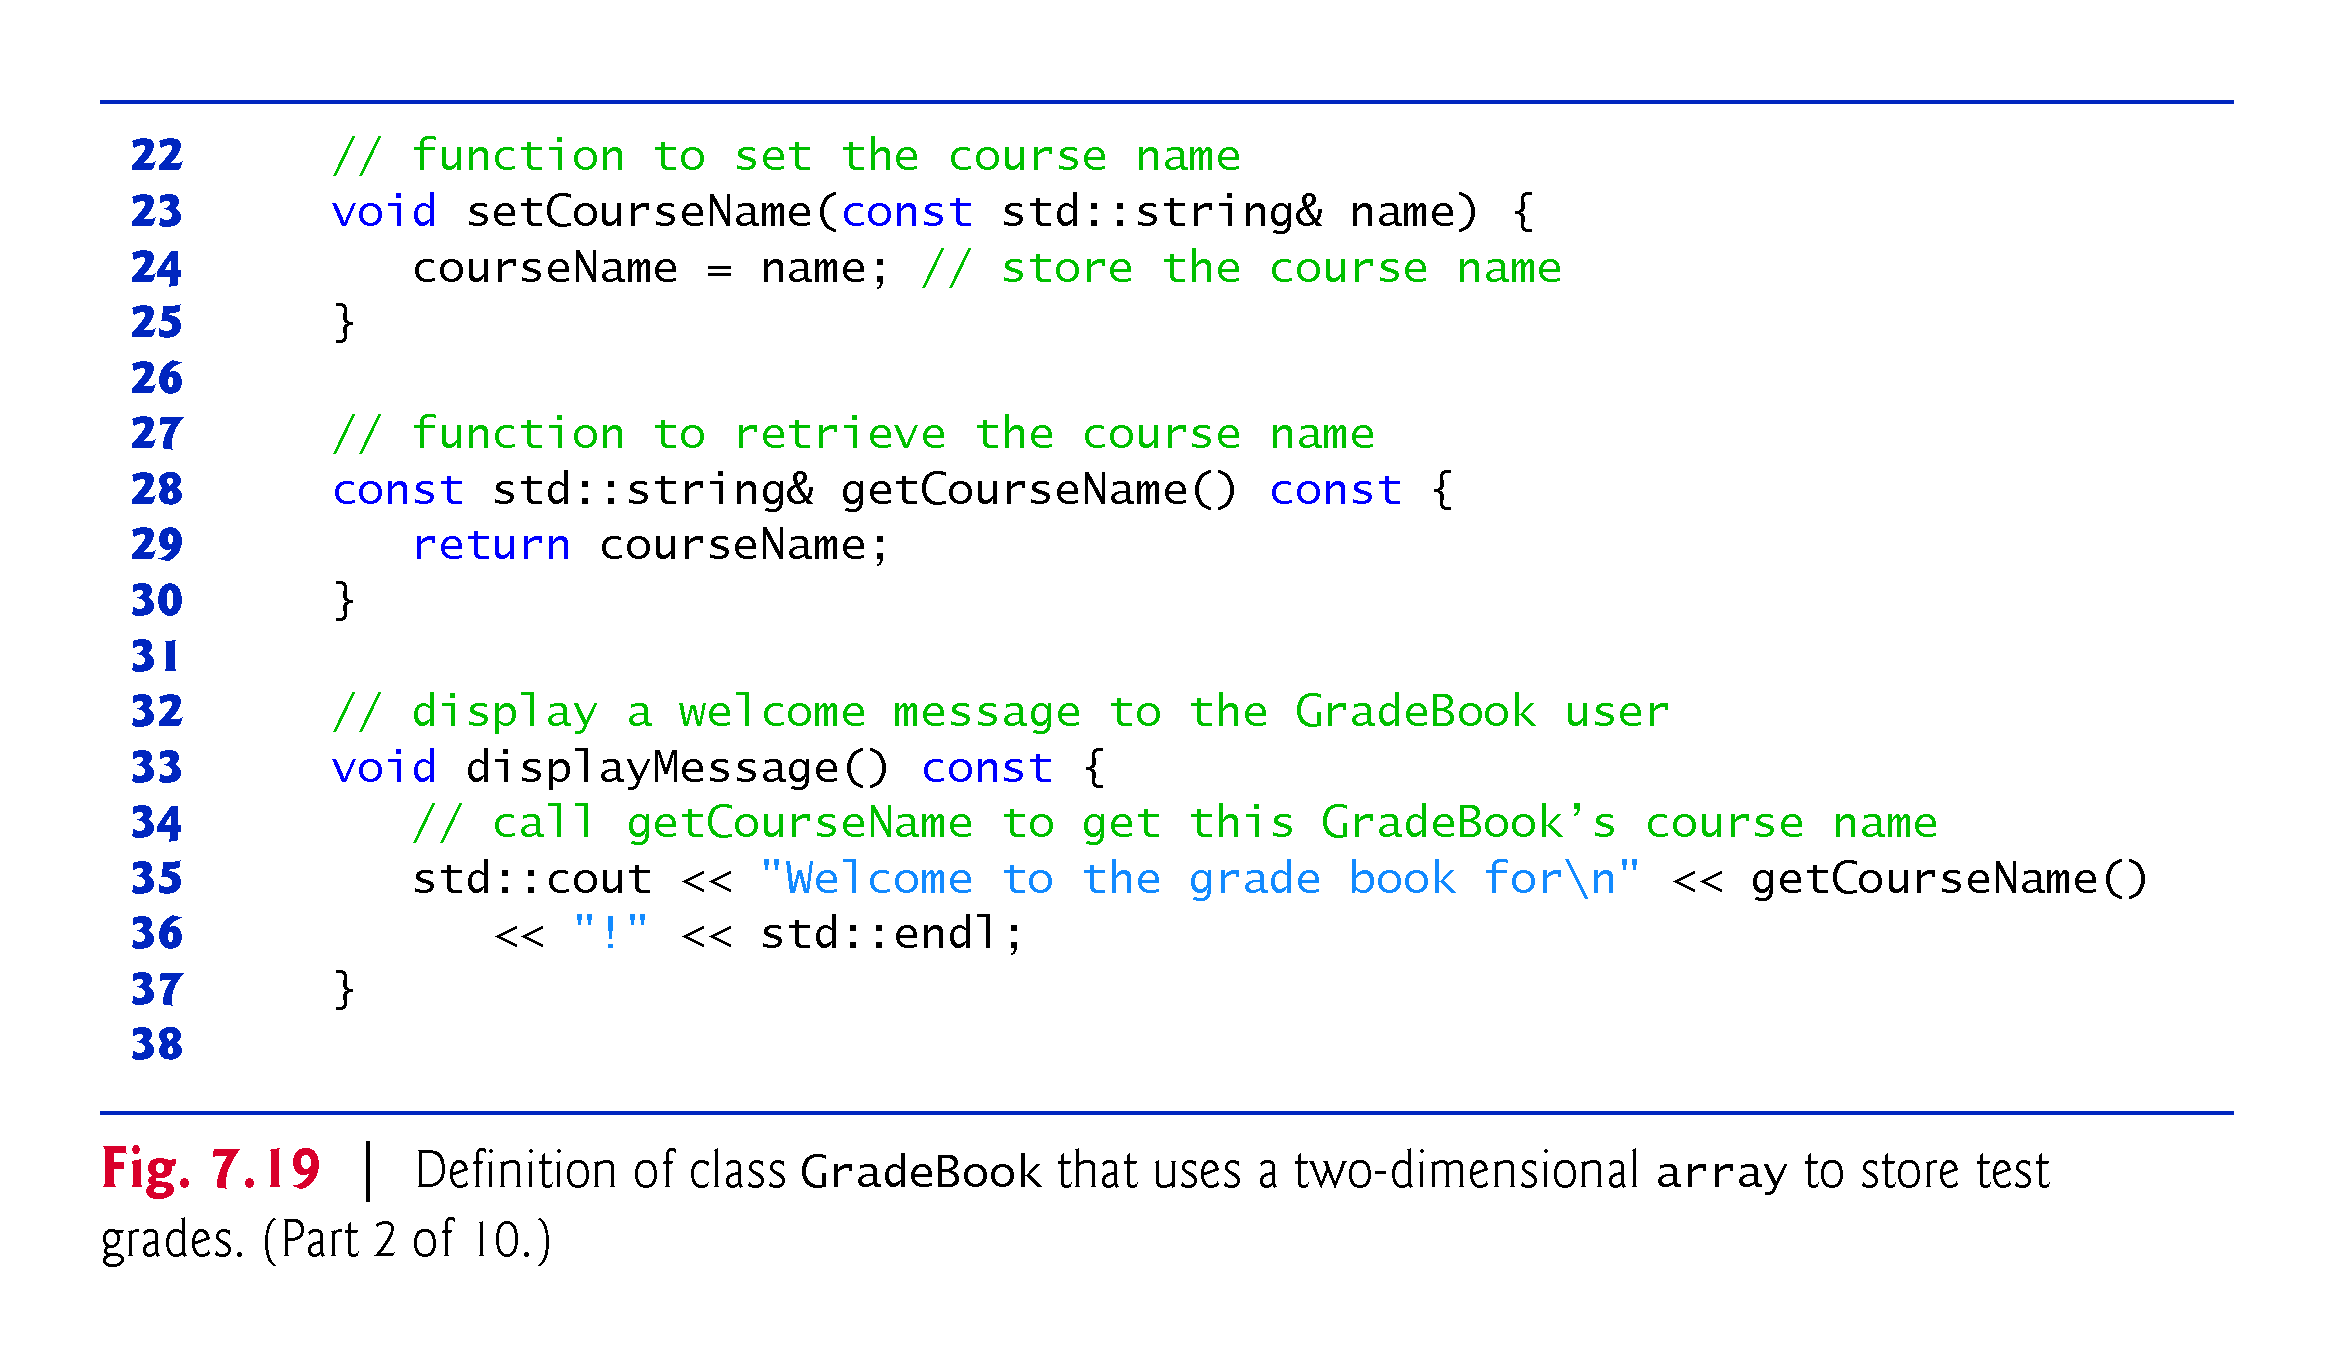 22 // function to set the course name
23 void setCourseName(const std::string& name) {
24 courseName = name; // store the course name
25 }
26
27 // function to retrieve the course name
28 const std::string& getCourseName() const {
29 return courseName;
30 }
31
32 // display a welcome message to the GradeBook user
33 void displayMessage() const {
34 // call getCourseName to get this GradeBook’s course name
35 std::cout << "Welcome to the grade book for\n" << getCourseName()
36 << "!" << std::endl;
37 }
38
Fig. 7.19 | Definition of class GradeBook that uses a two-dimensional array to store test
grades. (Part 2 of 10.)